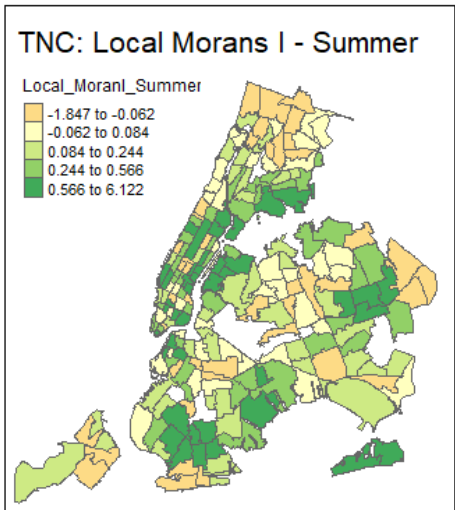 TNC: Local Morans I - Summer
Local_MoranI_Summer
-1.847 to -0.062
-0.062 to 0.084
0.084 to 0.244
0.244 to 0.566
0.566 to 6.122